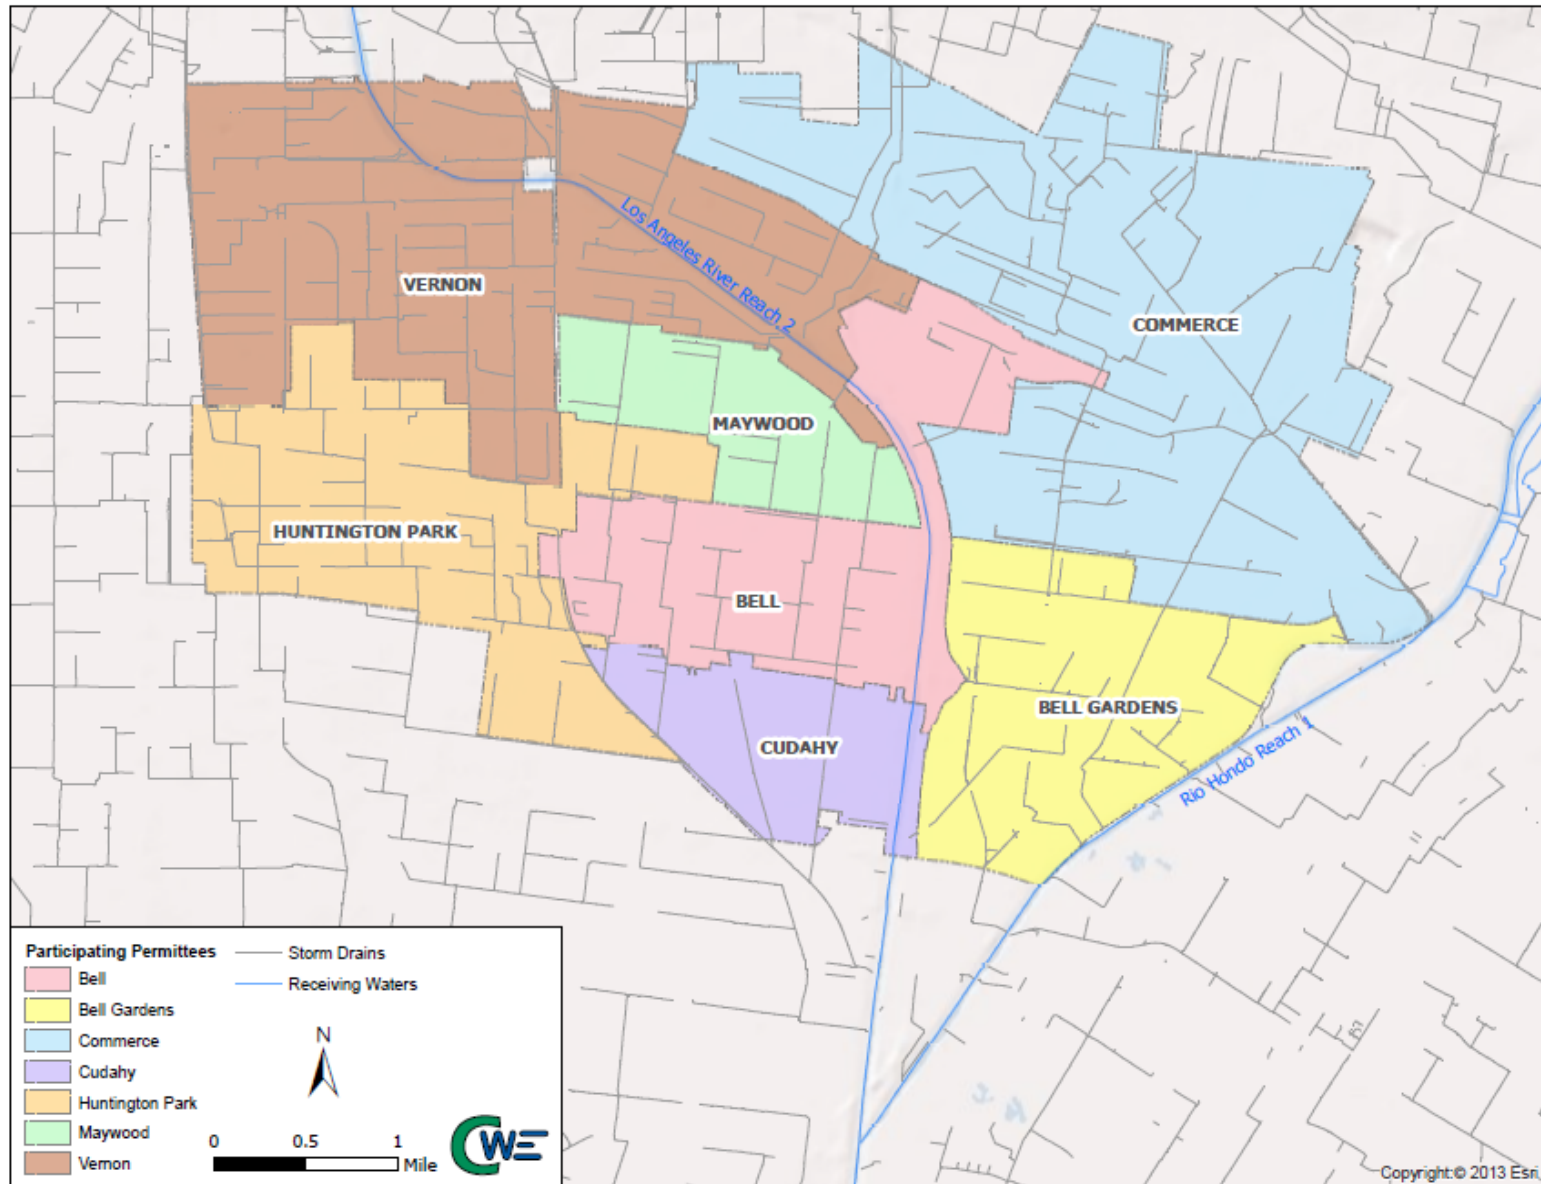 Los Angeles River Reach 2
VERNON
COMMERCE
MAYWOOD
HUNTINGTON PARK
BELL
BELL GARDENS
CUDAHY
Rio Hondo Reach 1
Participating Permittees
Bell
Bell Gardens
Commerce
Cudahy
Huntington Park
Maywood
Vernon
Storm Drains
Receiving Waters
N
0 0.5 1
Mile
CWE
Copyright:© 2013 Esri,